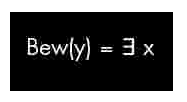 Bew(y) = ∃ x